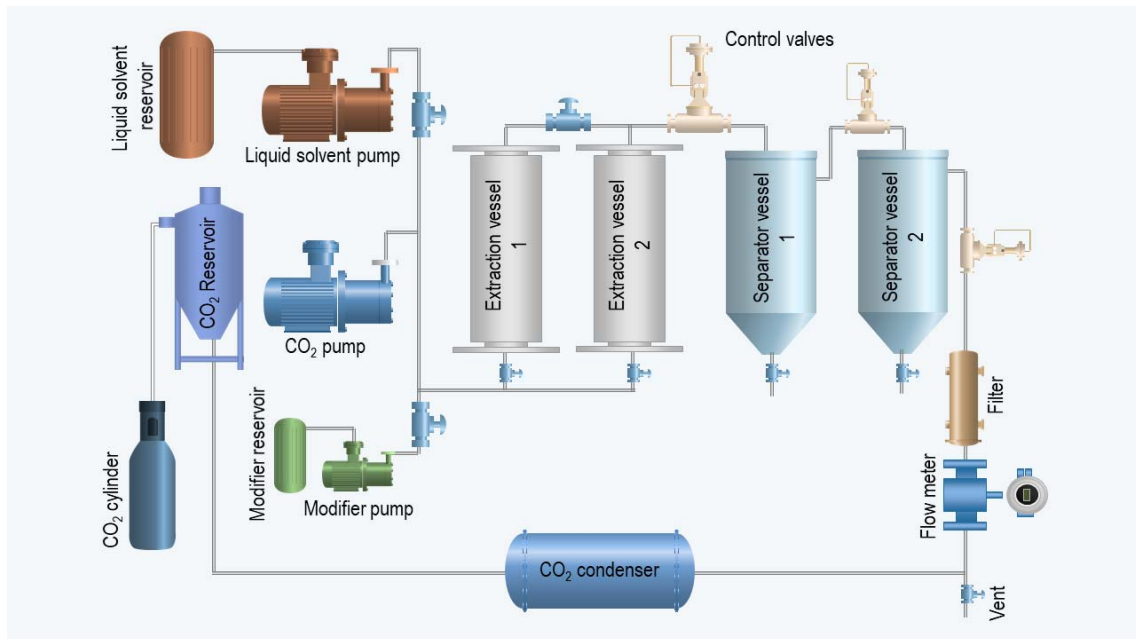 Control valves
Liquid solvent
reservoir
Liquid solvent pump
CO₂ Reservoir
CO₂ pump
Extraction vessel
1
Extraction vessel
2
Separator vessel
1
Separator vessel
2
CO₂ cylinder
Modifier reservoir
Modifier pump
Filter
Flow meter
CO₂ condenser
Vent